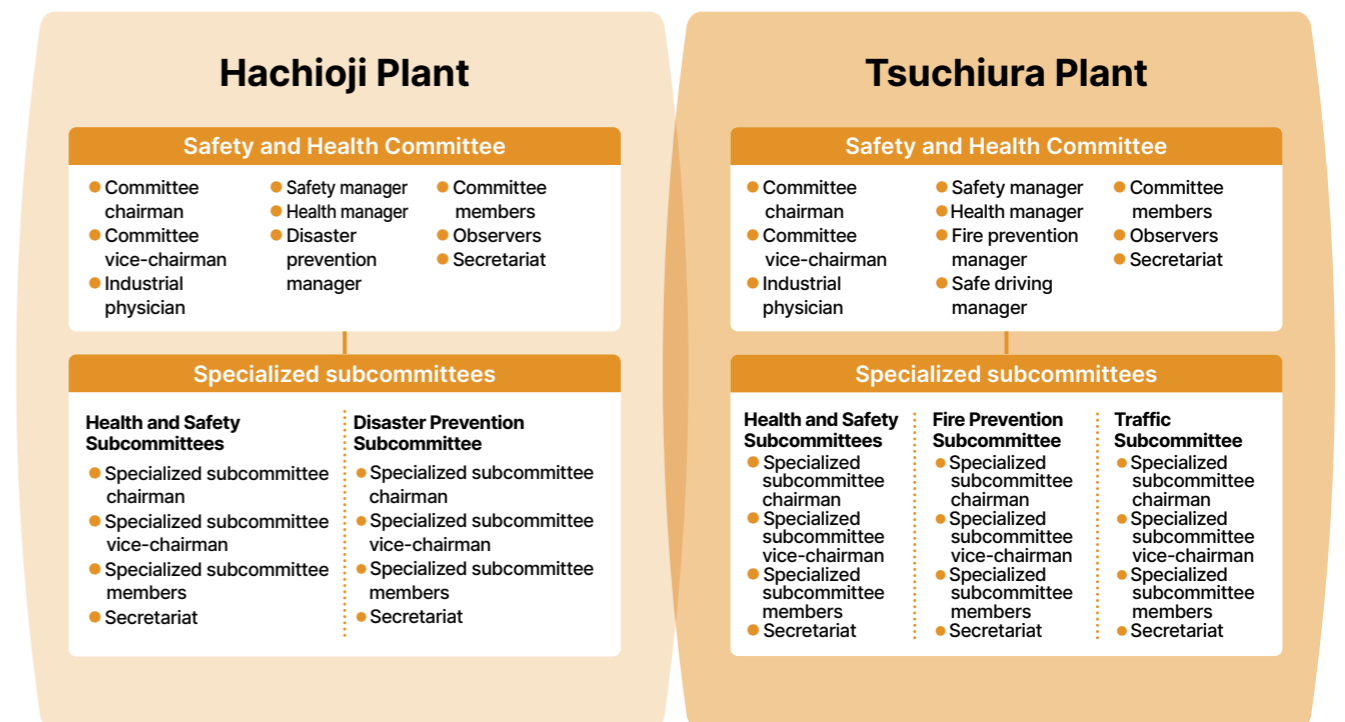 Hachioji Plant
Safety and Health Committee
Committee
chairman
Committee
vice-chairman
Industrial
physician
Safety manager
Health manager
Disaster
prevention
manager
Committee
members
Observers
Secretariat
Specialized subcommittees
Health and Safety
Subcommittees
Specialized subcommittee
chairman
Specialized subcommittee
vice-chairman
Specialized subcommittee
members
Secretariat
Disaster Prevention
Subcommittee
Specialized subcommittee
chairman
Specialized subcommittee
vice-chairman
Specialized subcommittee
members
Secretariat
Tsuchiura Plant
Safety and Health Committee
Committee
chairman
Committee
vice-chairman
Industrial
physician
Safety manager
Health manager
Fire prevention
manager
Safe driving
manager
Committee
members
Observers
Secretariat
Specialized subcommittees
Health and Safety
Subcommittees
Specialized
subcommittee
chairman
Specialized
subcommittee
vice-chairman
Specialized
subcommittee
members
Secretariat
Fire Prevention
Subcommittee
Specialized
subcommittee
chairman
Specialized
subcommittee
vice-chairman
Specialized
subcommittee
members
Secretariat
Traffic
Subcommittee
Specialized
subcommittee
chairman
Specialized
subcommittee
vice-chairman
Specialized
subcommittee
members
Secretariat